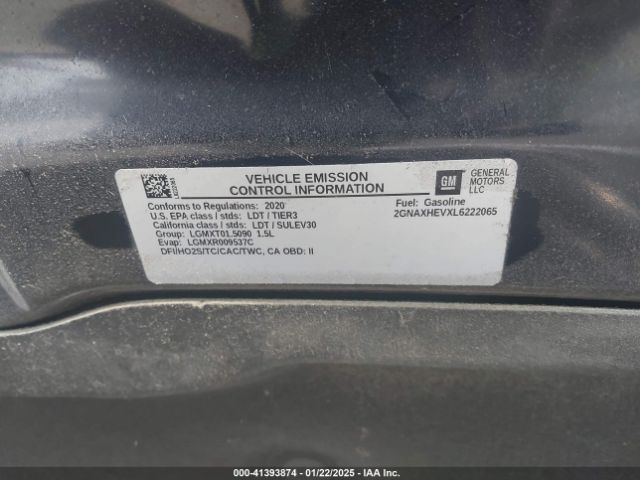 VEHICLE EMISSION
CONTROL INFORMATION
GM
GENERAL
MOTORS
LLC
Conforms to Regulations: 2020
Fuel: Gasoline
U.S. EPA class / stds: LDT / TIER3
2GNAXHEVXL6222065
California class / stds: LDT / SULEV30
Group: LGMXT01.5090 1.5L
Evap: LGMXR009537C
DFI/HO2S/TC/CAC/TWC, CA OBD: II
000-41393874 / 01/22/2025 - IAA Inc.